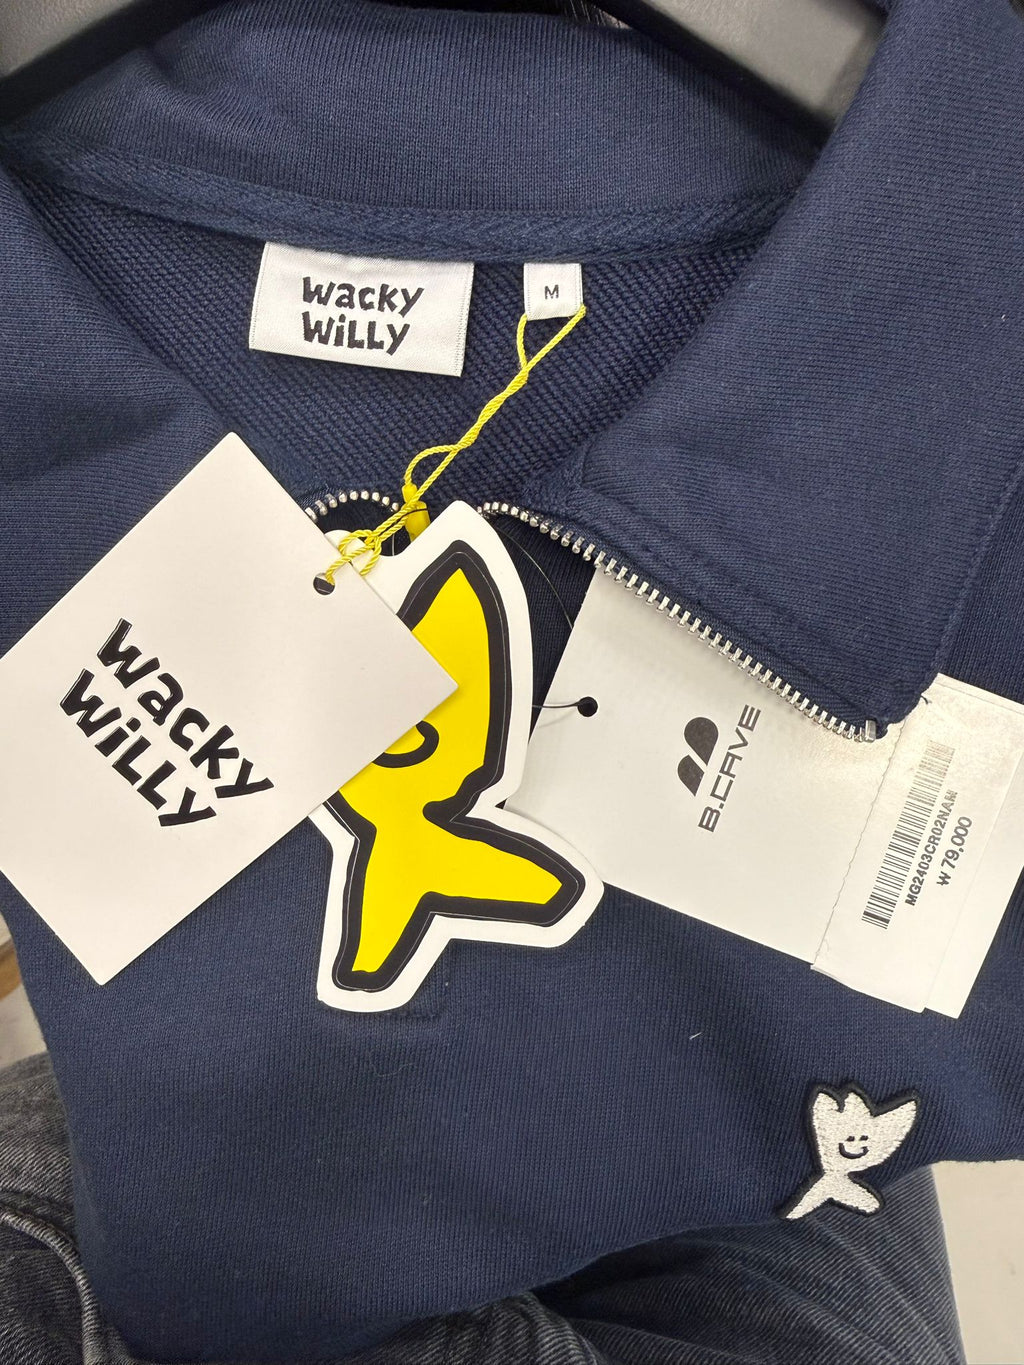 wacky
WiLLY
M
wacky
WiLLY
B.CAVE
MG2403CR02NAM
₩ 79,000